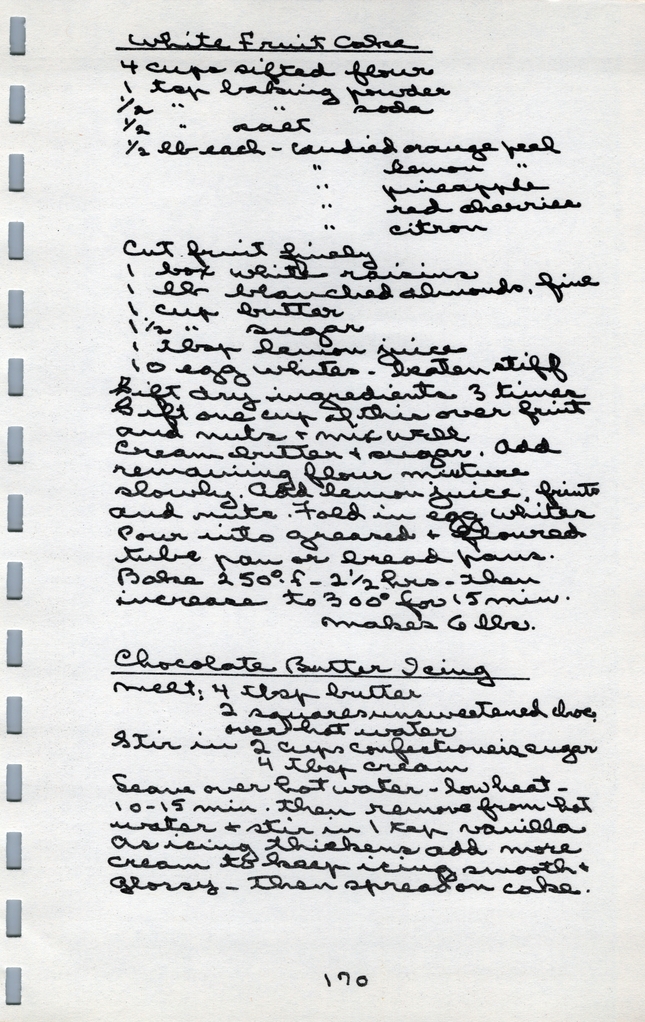 White Fruit Cake
4 cups sifted flour
1 tsp baking powder
1/2 " " soda
1/2 " salt
1/2 lb each - candied orange peel
" lemon "
" pineapple
" red cherries
" citron
Cut fruit finely
1 box white raisins
1 lb blanched almonds, fine
1 cup butter
1 1/2 " sugar
1 tbsp lemon juice
10 egg whites - beaten stiff
Sift dry ingredients 3 times
Sift one cup of this over fruit
and nuts + mix well
Cream butter + sugar. Add
remaining flour mixture
slowly. Add lemon juice, fruits
and nuts. Fold in egg whites
Pour into greased + floured
tube pan or bread pans.
Bake 250° f - 2 1/2 hrs - then
increase to 300° for 15 min.
makes 6 lbs.
Chocolate Butter Icing
Melt; 4 tbsp butter
2 squares unsweetened choc.
over hot water
Stir in 2 cups confectioneis sugar
4 tbsp cream
Leave over hot water - low heat -
10-15 min. then remove from hot
water + stir in 1 tsp vanilla
As icing thickens add more
cream to keep icing smooth +
glossy - then spread on cake.
170